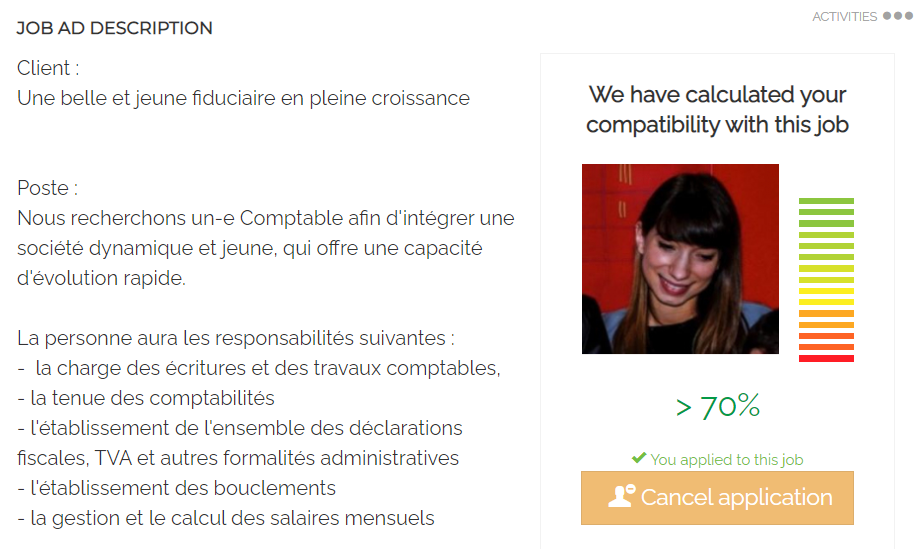 ACTIVITIES
JOB AD DESCRIPTION
Client :
Une belle et jeune fiduciaire en pleine croissance
Poste :
Nous recherchons un-e Comptable afin d'intégrer une
société dynamique et jeune, qui offre une capacité
d'évolution rapide.
La personne aura les responsabilités suivantes :
-  la charge des écritures et des travaux comptables,
- la tenue des comptabilités
- l'établissement de l'ensemble des déclarations
fiscales, TVA et autres formalités administratives
- l'établissement des bouclements
- la gestion et le calcul des salaires mensuels
We have calculated your
compatibility with this job
> 70%
You applied to this job
Cancel application